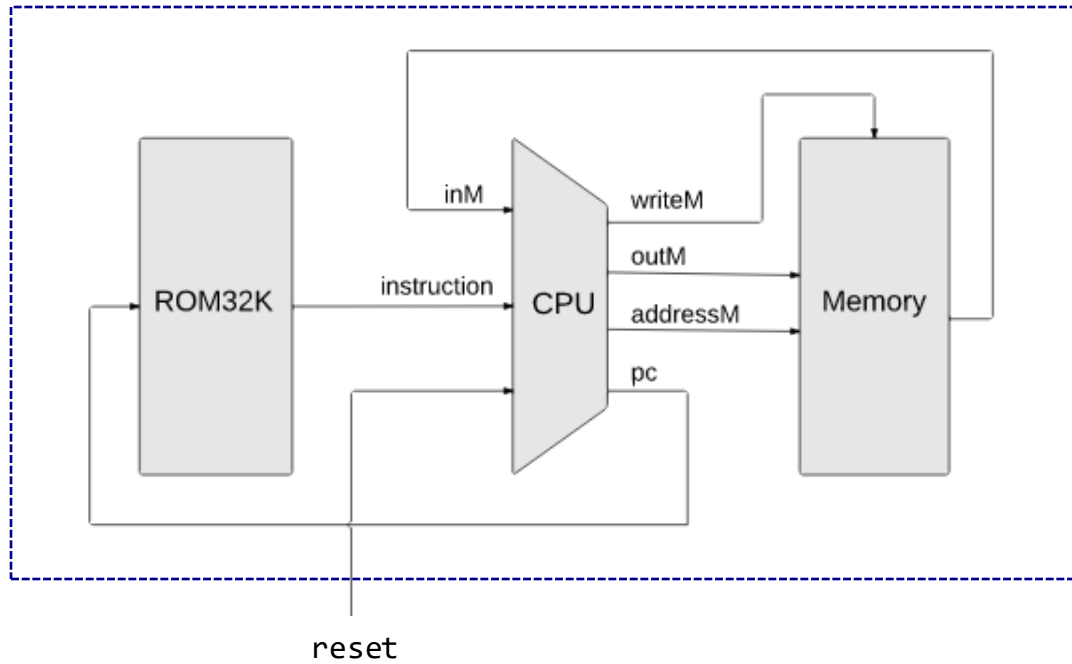 inM
writeM
outM
instruction
ROM32K
CPU
addressM
Memory
pc
reset